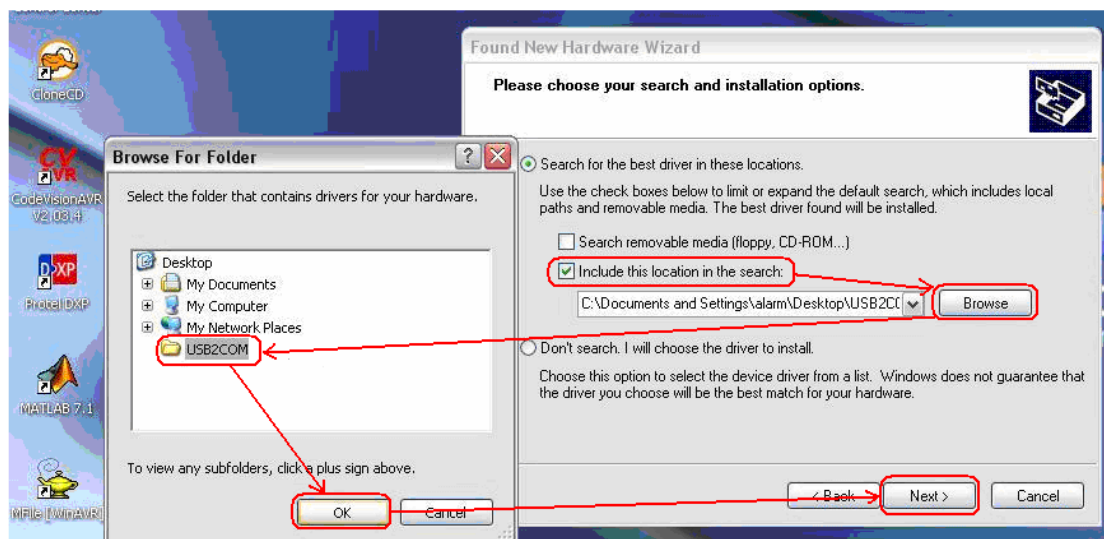 CloneCD
CodeVisionAVR
V2.03.4
Protel DXP
MATLAB 7.1
MFile [WinAVR]
Found New Hardware Wizard
Please choose your search and installation options.
Search for the best driver in these locations.
Use the check boxes below to limit or expand the default search, which includes local
paths and removable media. The best driver found will be installed.
Search removable media (floppy, CD-ROM...)
Include this location in the search:
C:\Documents and Settings\alarm\Desktop\USB2C(
Browse
Don't search. I will choose the driver to install.
Choose this option to select the device driver from a list. Windows does not guarantee that
the driver you choose will be the best match for your hardware.
< Back
Next >
Cancel
Browse For Folder
Select the folder that contains drivers for your hardware.
Desktop
My Documents
My Computer
My Network Places
USB2COM
To view any subfolders, click a plus sign above.
OK
Cancel